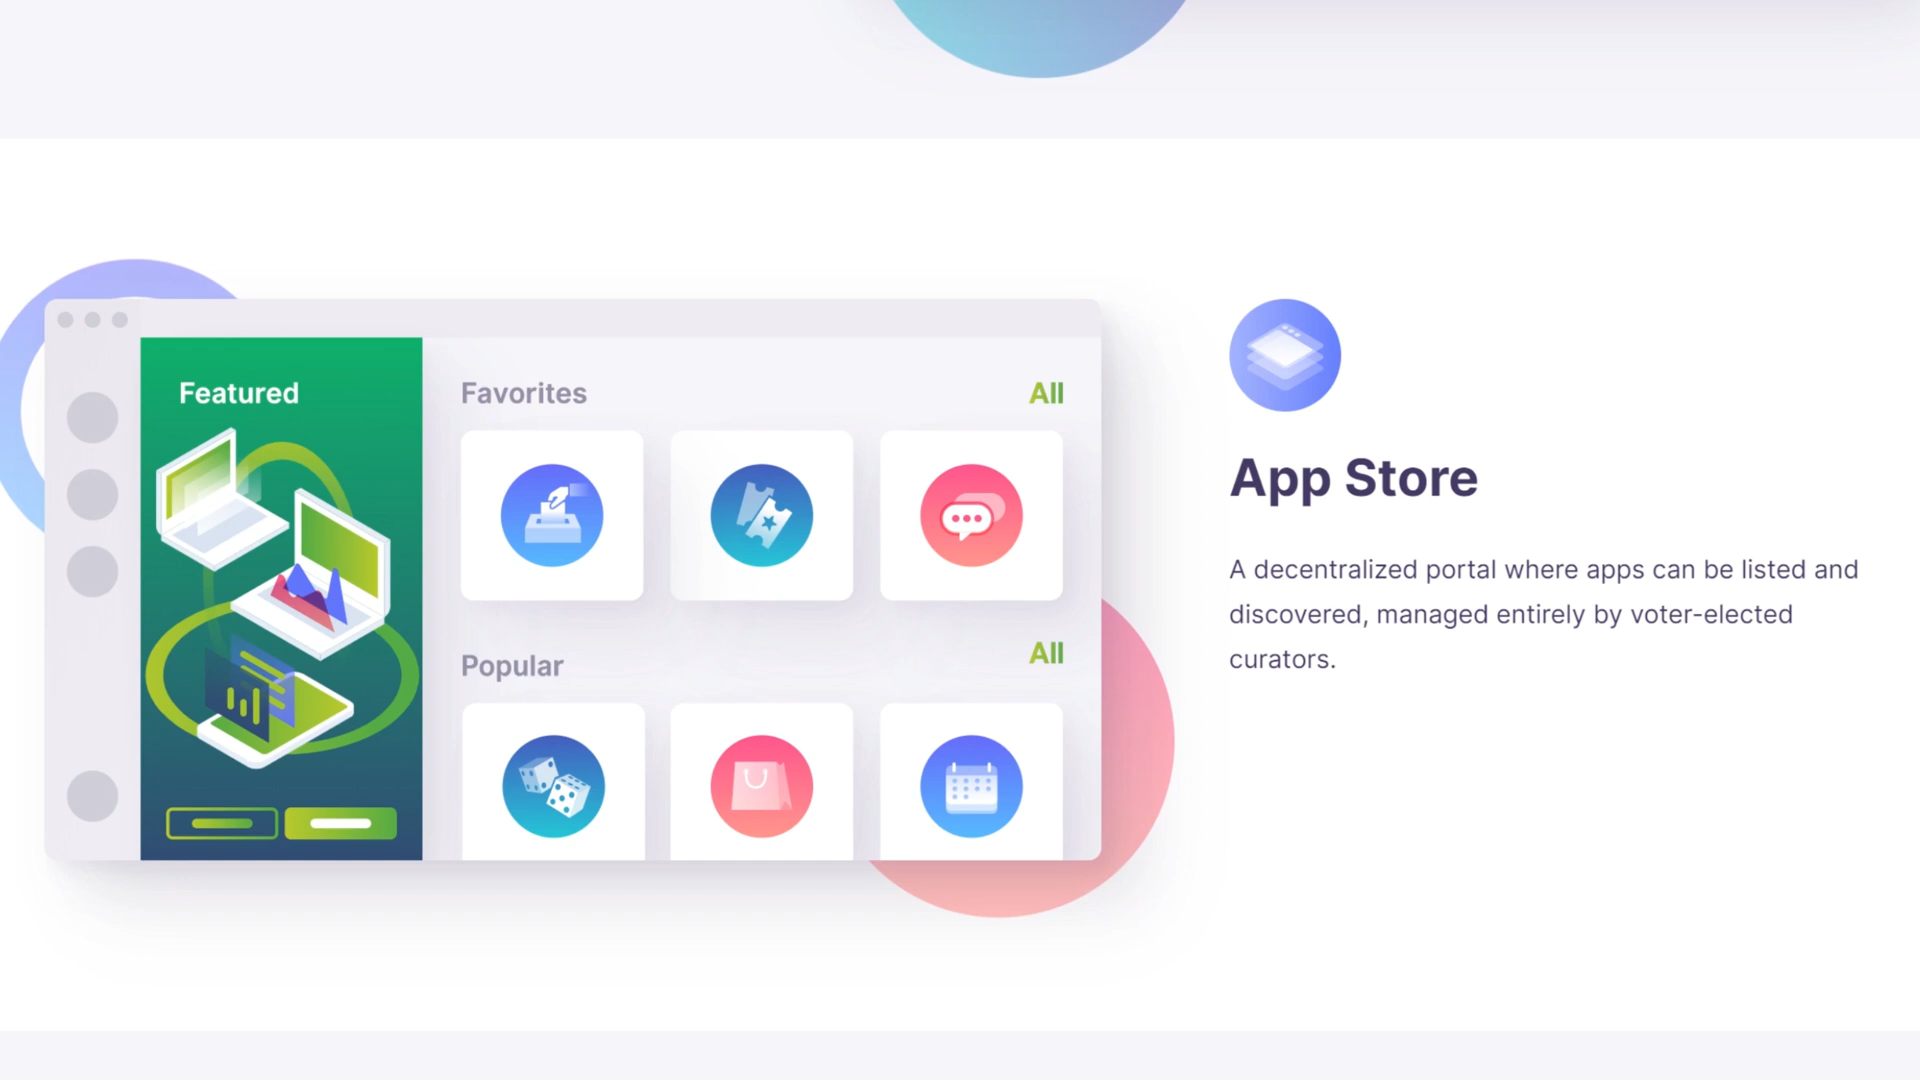 Featured
Favorites
All
Popular
All
App Store
A decentralized portal where apps can be listed and
discovered, managed entirely by voter-elected
curators.